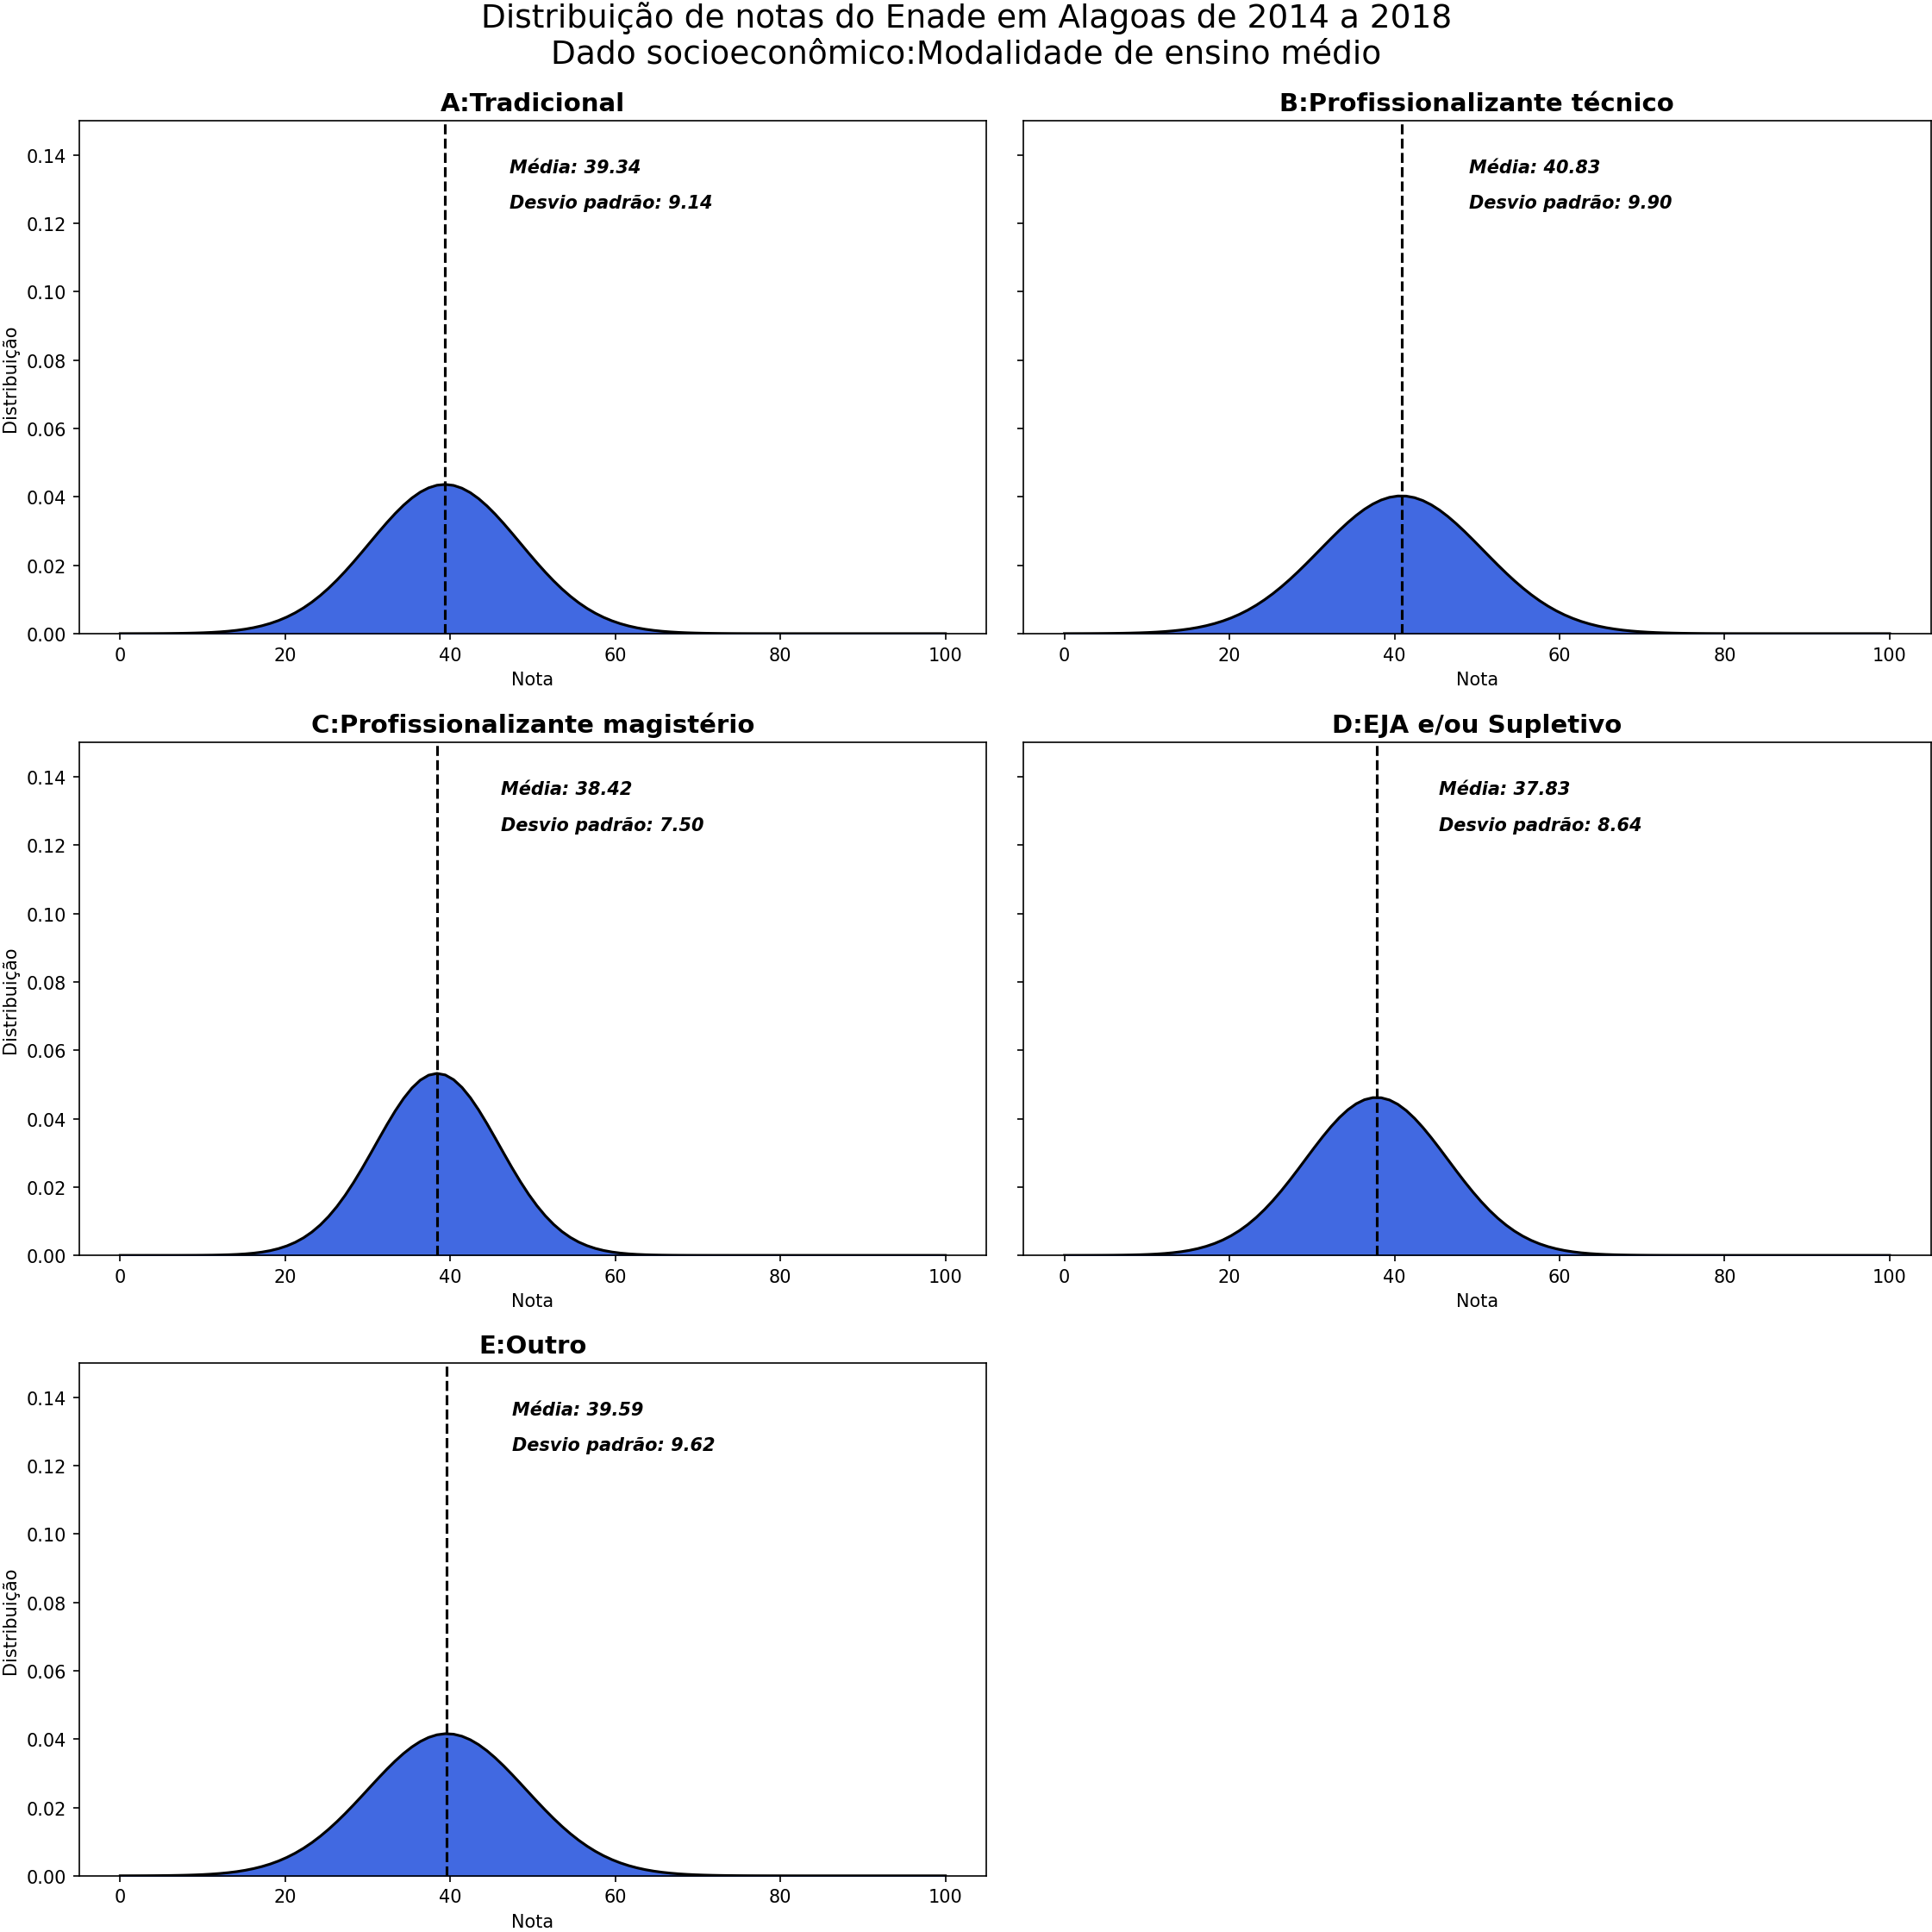 Distribuição de notas do Enade em Alagoas de 2014 a 2018
Dado socioeconômico:Modalidade de ensino médio
A:Tradicional
Média: 39.34
Desvio padrão: 9.14
Distribuição
0.14
0.12
0.10
0.08
0.06
0.04
0.02
0.00
0 20 40 60 80 100
Nota
B:Profissionalizante técnico
Média: 40.83
Desvio padrão: 9.90
0 20 40 60 80 100
Nota
C:Profissionalizante magistério
Média: 38.42
Desvio padrão: 7.50
Distribuição
0.14
0.12
0.10
0.08
0.06
0.04
0.02
0.00
0 20 40 60 80 100
Nota
D:EJA e/ou Supletivo
Média: 37.83
Desvio padrão: 8.64
0 20 40 60 80 100
Nota
E:Outro
Média: 39.59
Desvio padrão: 9.62
Distribuição
0.14
0.12
0.10
0.08
0.06
0.04
0.02
0.00
0 20 40 60 80 100
Nota